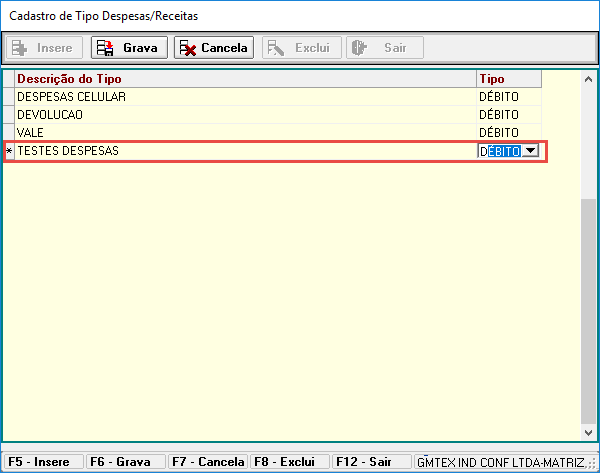 Cadastro de Tipo Despesas/Receitas
Insere Grava Cancela Exclui Sair
Descrição do Tipo Tipo
DESPESAS CELULAR DÉBITO
DEVOLUCAO DÉBITO
VALE DÉBITO
* TESTES DESPESAS DÉBITO
F5 - Insere F6 - Grava F7 - Cancela F8 - Exclui F12 - Sair GMTEX IND CONF LTDA-MATRIZ